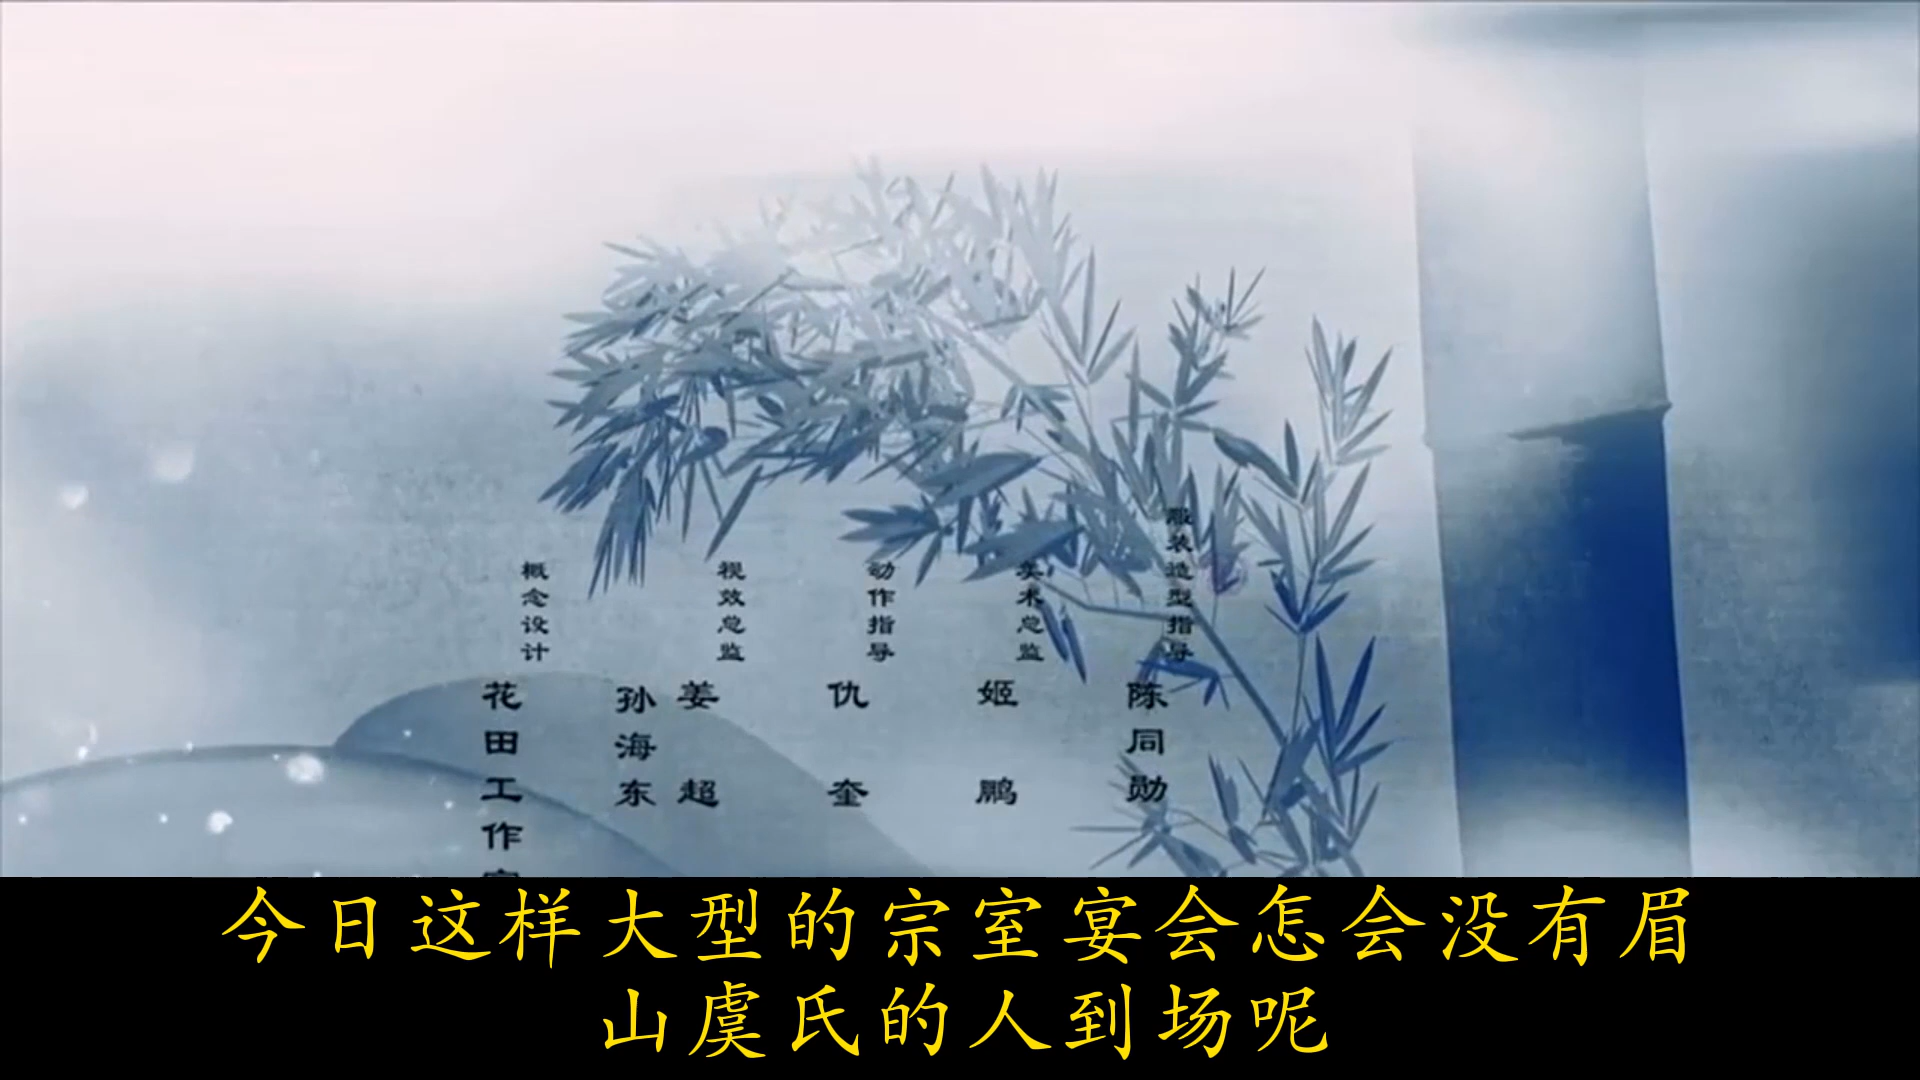 服装造型指导
陈同勋
美术总监
姬鹏
动作指导
仇奎
视效总监
姜超
孙海东
概念设计
花田工作室
今日这样大型的宗室宴会怎会没有眉
山虞氏的人到场呢